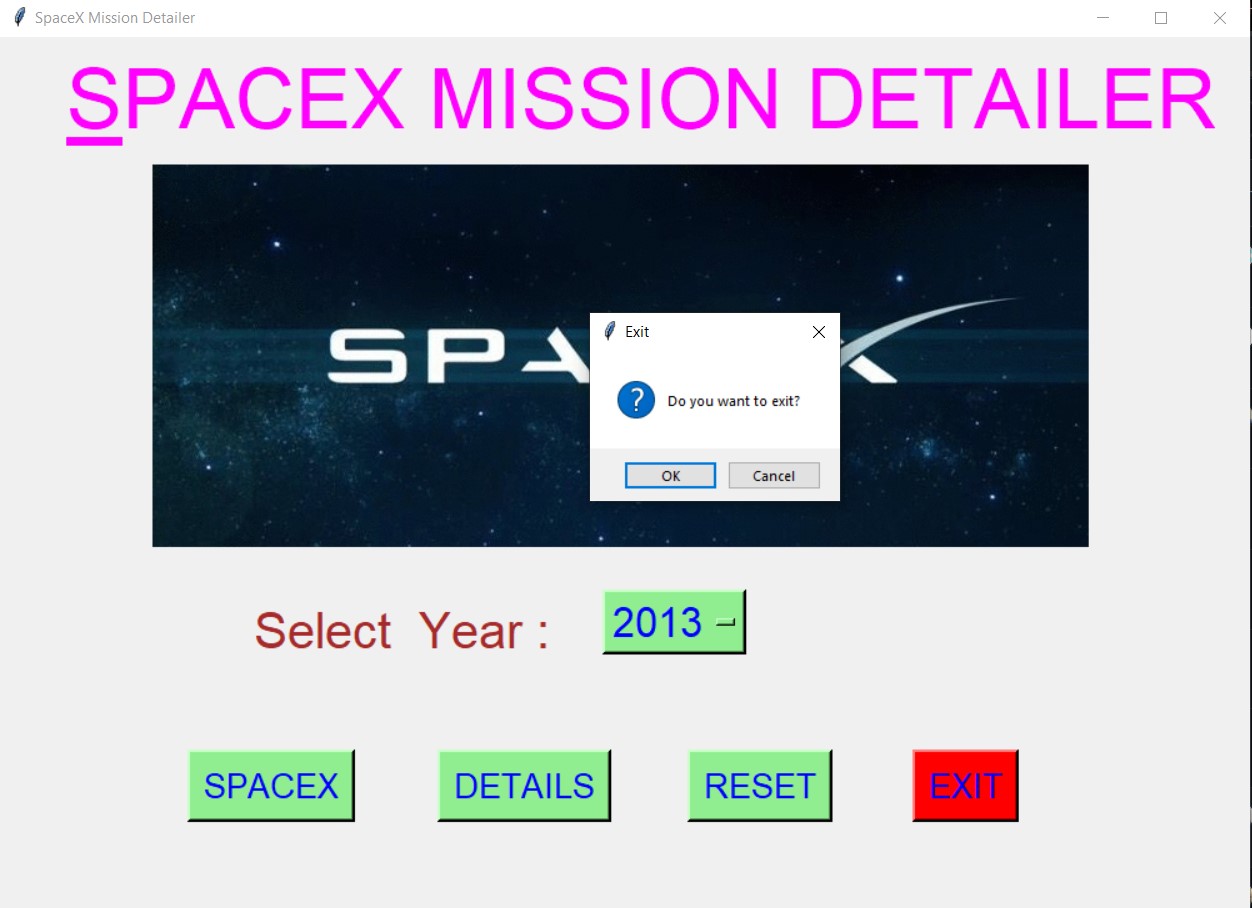 SpaceX Mission Detailer
SPACEX MISSION DETAILER
SPA X
Exit
?
Do you want to exit?
OK Cancel
Select Year :
2013
SPACEX DETAILS RESET EXIT